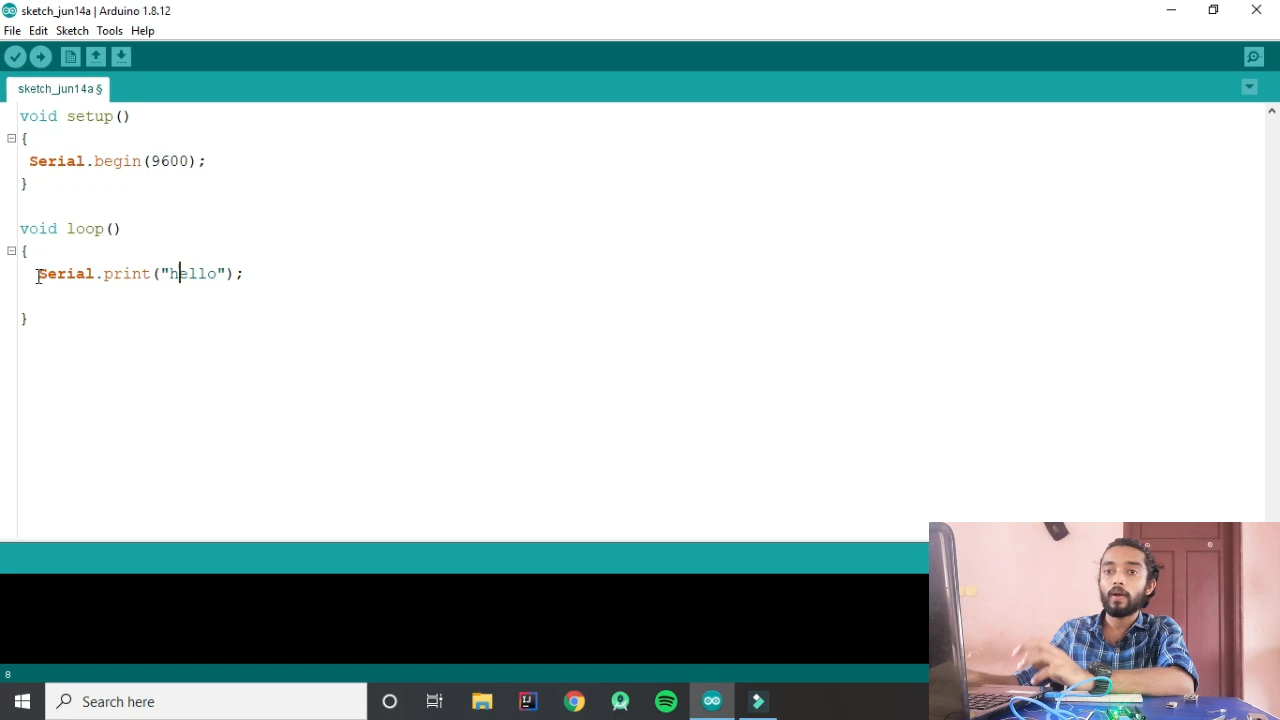 sketch_jun14a | Arduino 1.8.12
File Edit Sketch Tools Help
sketch_jun14a §
void setup()
{
Serial.begin(9600);
}
void loop()
{
Serial.print("hello");
}
8
Search here